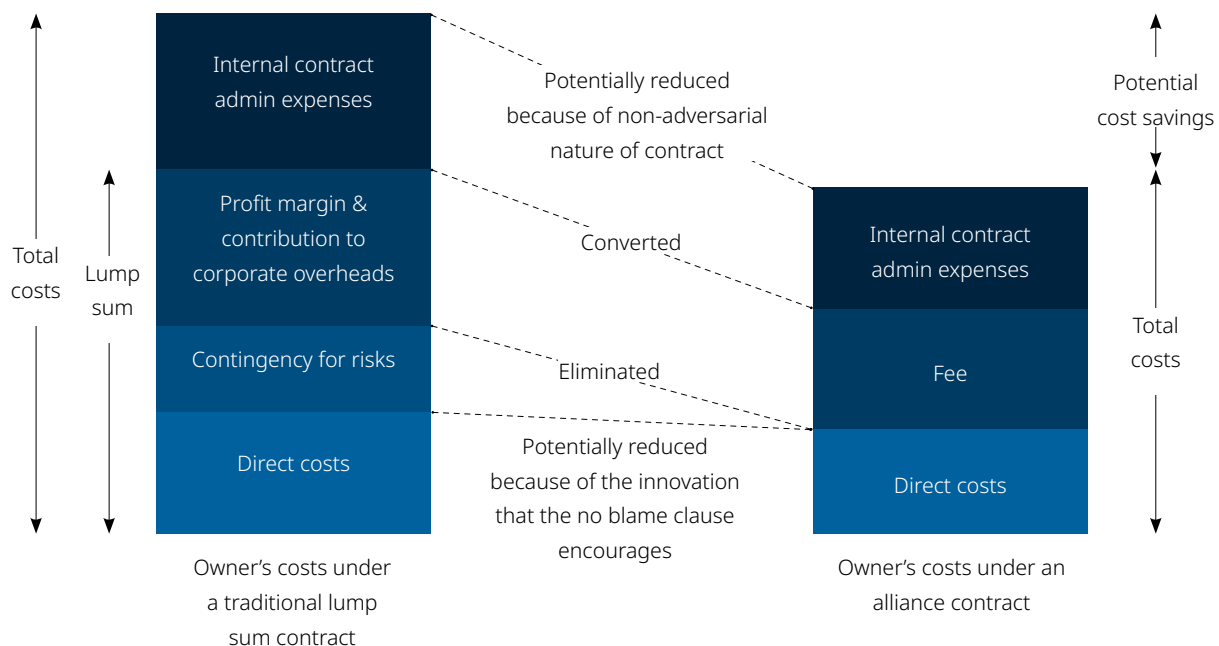 Total
costs
Lump
sum
Internal contract
admin expenses
Profit margin &
contribution to
corporate overheads
Contingency for risks
Direct costs
Owner’s costs under
a traditional lump
sum contract
Potentially reduced
because of non-adversarial
nature of contract
Converted
Eliminated
Potentially reduced
because of the innovation
that the no blame clause
encourages
Internal contract
admin expenses
Fee
Direct costs
Owner’s costs under an
alliance contract
Potential
cost savings
Total
costs